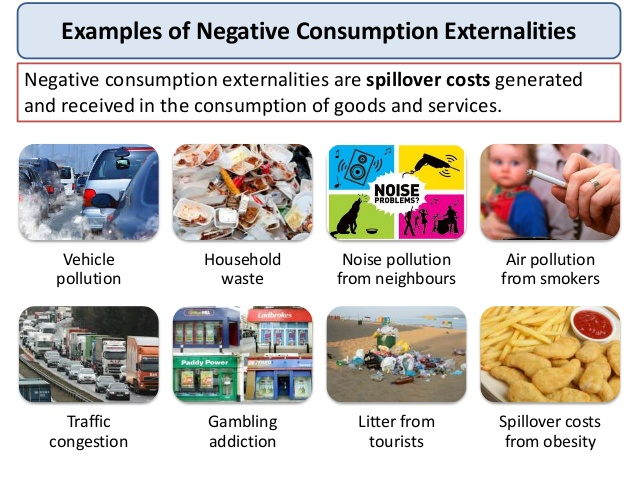 Examples of Negative Consumption Externalities
Negative consumption externalities are spillover costs generated
and received in the consumption of goods and services.
NOISE
PROBLEMS?
Vehicle
pollution
Household
waste
Noise pollution
from neighbours
Air pollution
from smokers
Ladbrokes
Paddy Power
Traffic
congestion
Gambling
addiction
Litter from
tourists
Spillover costs
from obesity